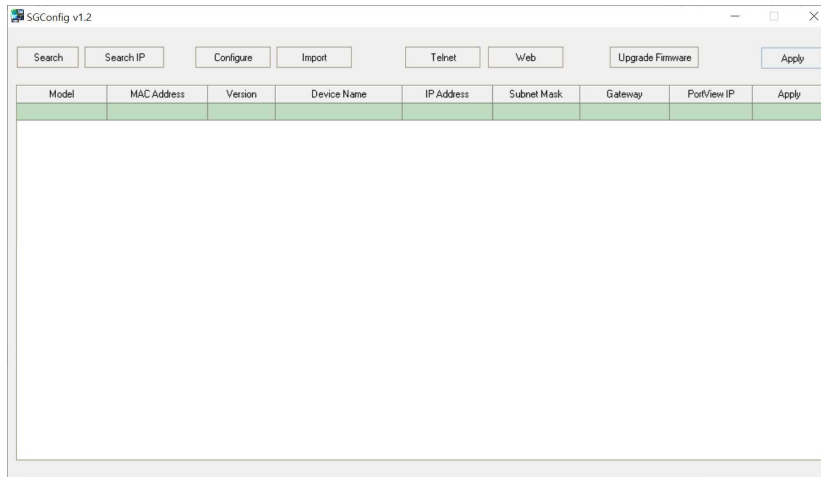 SGConfig v1.2
Search Search IP Configure Import Telnet Web Upgrade Firmware Apply
Model MAC Address Version Device Name IP Address Subnet Mask Gateway PortView IP Apply